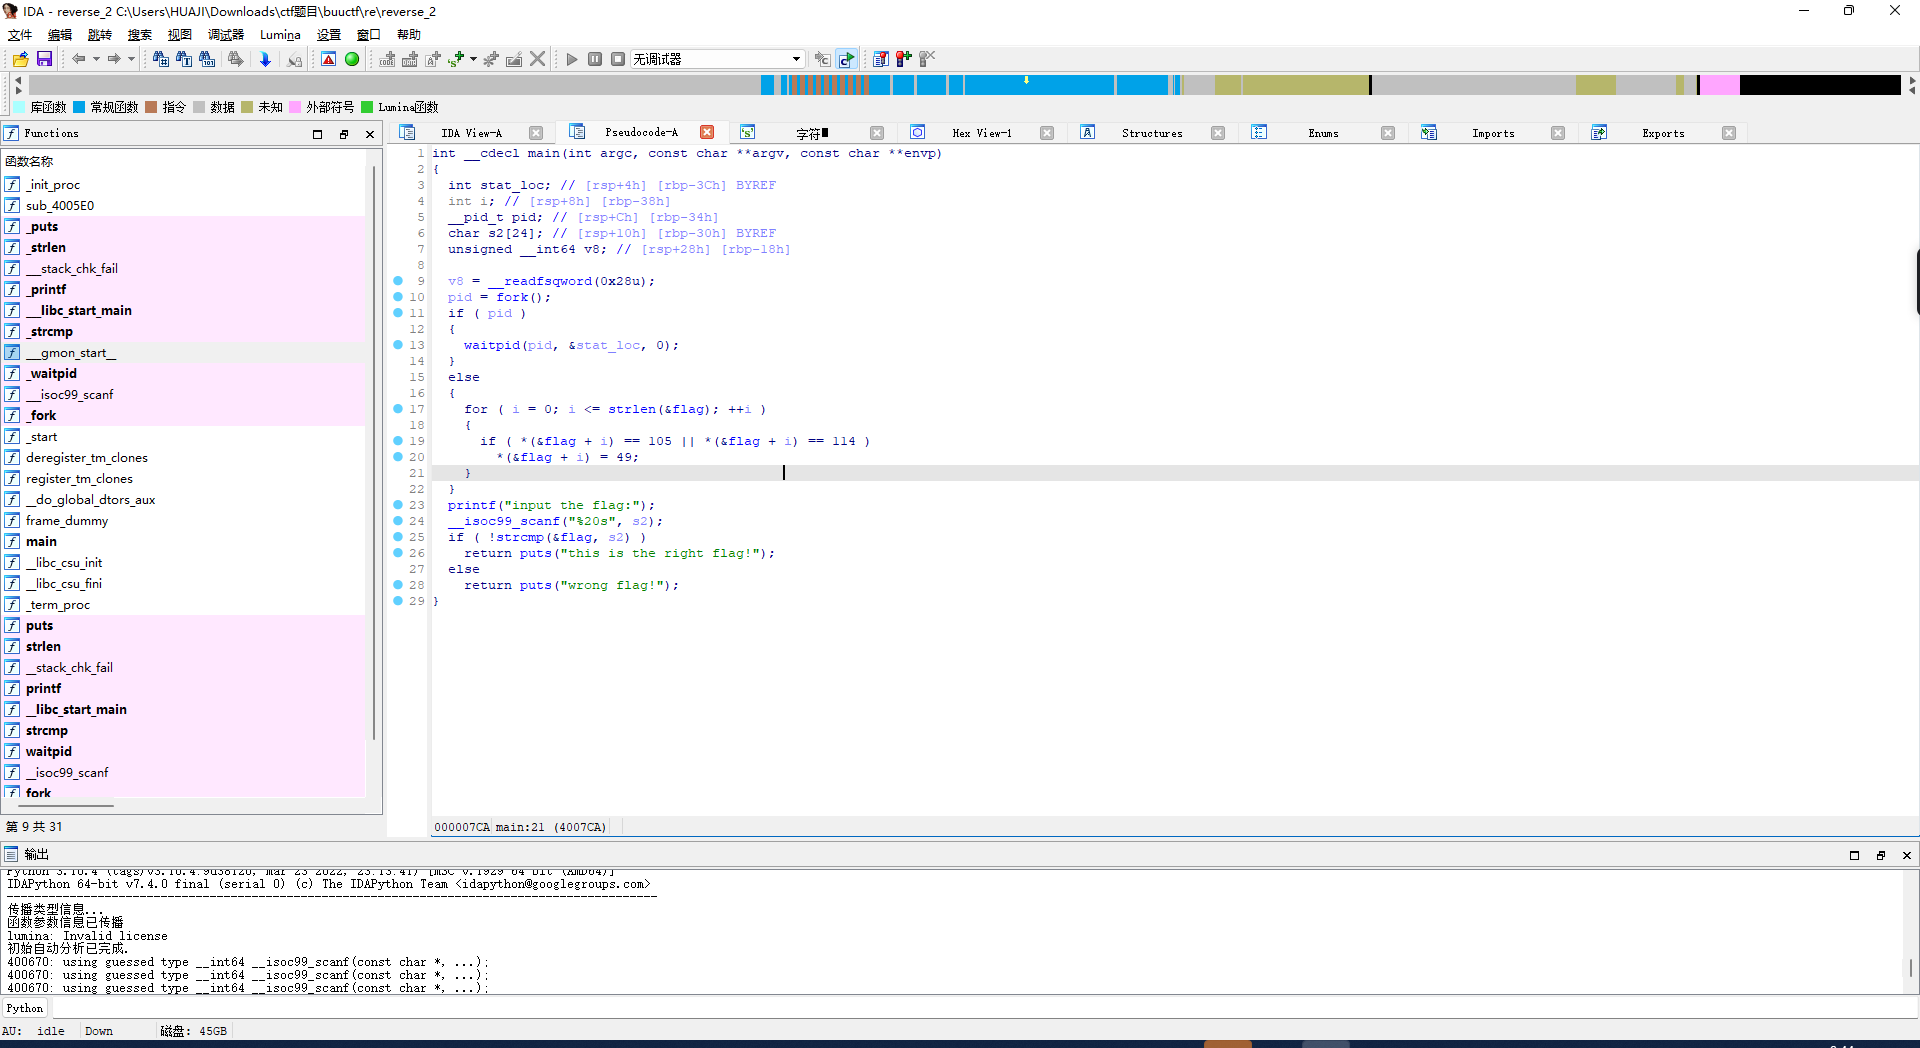 IDA - reverse_2 C:\Users\HUAJI\Downloads\ctf题目\buuctf\re\reverse_2
文件 编辑 跳转 搜索 视图 调试器 Lumina 设置 窗口 帮助
无调试器
库函数 常规函数 指令 数据 未知 外部符号 Lumina函数
Functions
函数名称
_init_proc
sub_4005E0
_puts
_strlen
__stack_chk_fail
_printf
__libc_start_main
_strcmp
__gmon_start__
_waitpid
__isoc99_scanf
_fork
_start
deregister_tm_clones
register_tm_clones
__do_global_dtors_aux
frame_dummy
main
__libc_csu_init
__libc_csu_fini
_term_proc
puts
strlen
__stack_chk_fail
printf
__libc_start_main
strcmp
waitpid
__isoc99_scanf
fork
第 9 共 31
IDA View-A Pseudocode-A 字符 Hex View-1 Structures Enums Imports Exports
1 int __cdecl main(int argc, const char **argv, const char **envp)
2 {
3 int stat_loc; // [rsp+4h] [rbp-3Ch] BYREF
4 int i; // [rsp+8h] [rbp-38h]
5 __pid_t pid; // [rsp+Ch] [rbp-34h]
6 char s2[24]; // [rsp+10h] [rbp-30h] BYREF
7 unsigned __int64 v8; // [rsp+28h] [rbp-18h]
8
9 v8 = __readfsqword(0x28u);
10 pid = fork();
11 if ( pid )
12 {
13 waitpid(pid, &stat_loc, 0);
14 }
15 else
16 {
17 for ( i = 0; i <= strlen(&flag); ++i )
18 {
19 if ( *(&flag + i) == 105 || *(&flag + i) == 114 )
20 *(&flag + i) = 49;
21 }
22 }
23 printf("input the flag:");
24 __isoc99_scanf("%20s", s2);
25 if ( !strcmp(&flag, s2) )
26 return puts("this is the right flag!");
27 else
28 return puts("wrong flag!");
29 }
000007CA main:21 (4007CA)
输出
IDAPython 64-bit v7.4.0 final (serial 0) (c) The IDAPython Team <idapython@googlegroups.com>
传播类型信息...
函数参数信息已传播
lumina: Invalid license
初始自动分析已完成.
400670: using guessed type __int64 __isoc99_scanf(const char *, ...);
400670: using guessed type __int64 __isoc99_scanf(const char *, ...);
400670: using guessed type __int64 __isoc99_scanf(const char *, ...);
Python
AU: idle Down 磁盘: 45GB